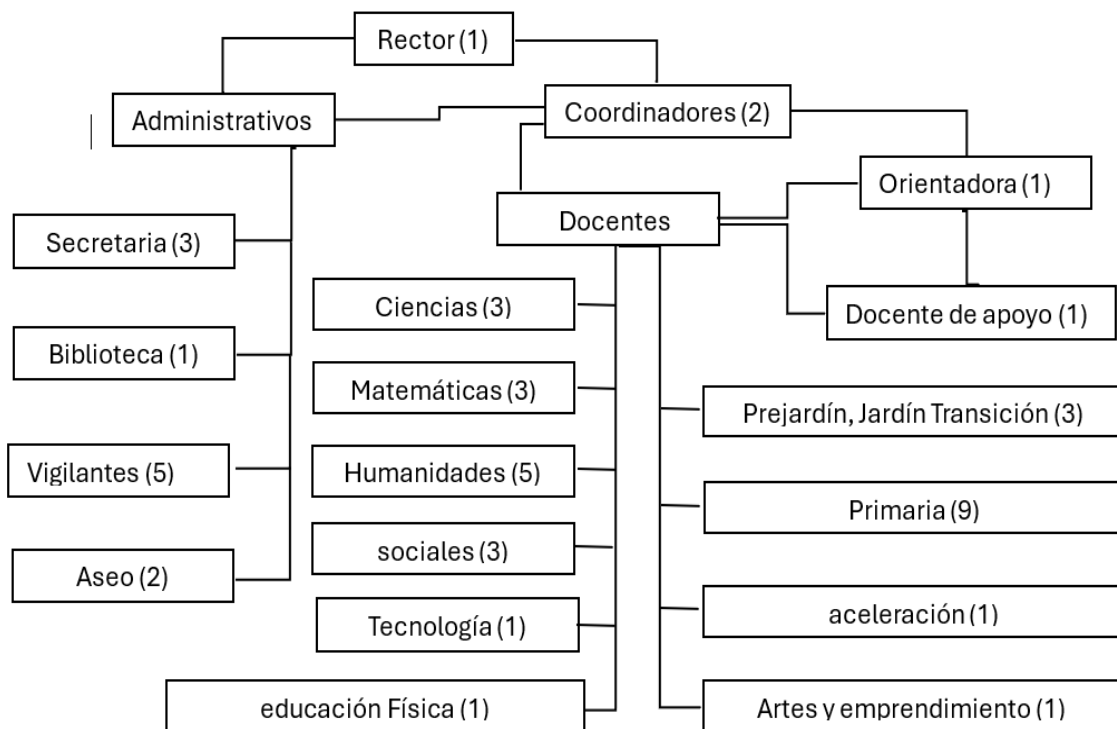 Rector (1)
Administrativos
Coordinadores (2)
Orientadora (1)
Docentes
Docente de apoyo (1)
Secretaria (3)
Biblioteca (1)
Vigilantes (5)
Aseo (2)
Ciencias (3)
Matemáticas (3)
Humanidades (5)
sociales (3)
Tecnología (1)
educación Física (1)
Prejardín, Jardín Transición (3)
Primaria (9)
aceleración (1)
Artes y emprendimiento (1)